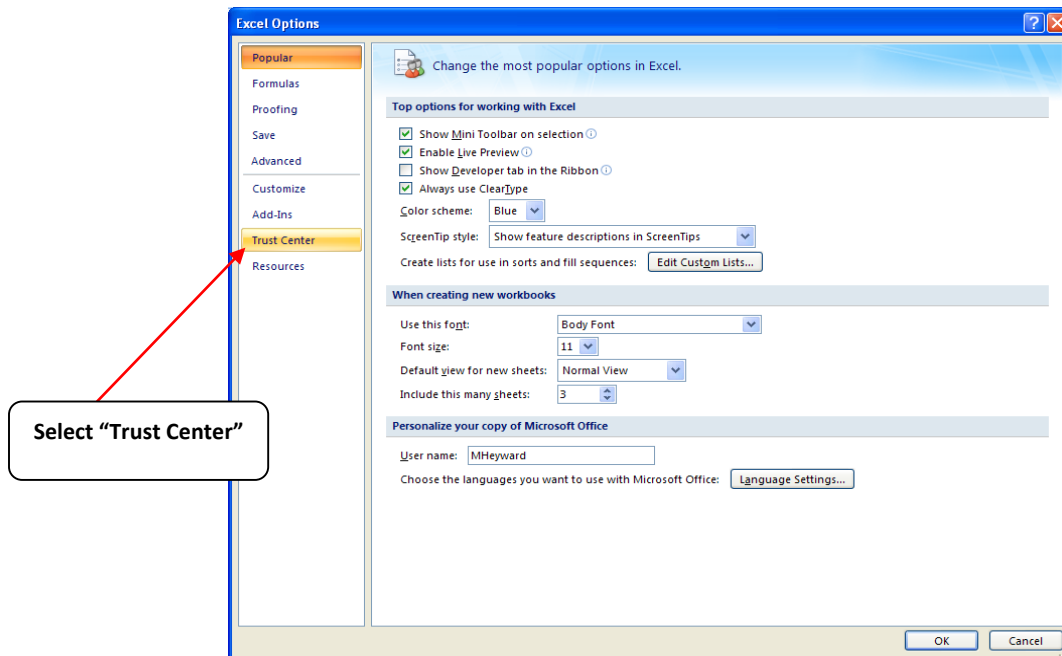 Excel Options
Popular
Formulas
Proofing
Save
Advanced
Customize
Add-Ins
Trust Center
Resources
Change the most popular options in Excel.
Top options for working with Excel
Show Mini Toolbar on selection
Enable Live Preview
Show Developer tab in the Ribbon
Always use ClearType
Color scheme: Blue
ScreenTip style: Show feature descriptions in ScreenTips
Create lists for use in sorts and fill sequences: Edit Custom Lists...
When creating new workbooks
Use this font: Body Font
Font size: 11
Default view for new sheets: Normal View
Include this many sheets: 3
Personalize your copy of Microsoft Office
User name: MHeyward
Choose the languages you want to use with Microsoft Office: Language Settings...
OK Cancel
Select “Trust Center”